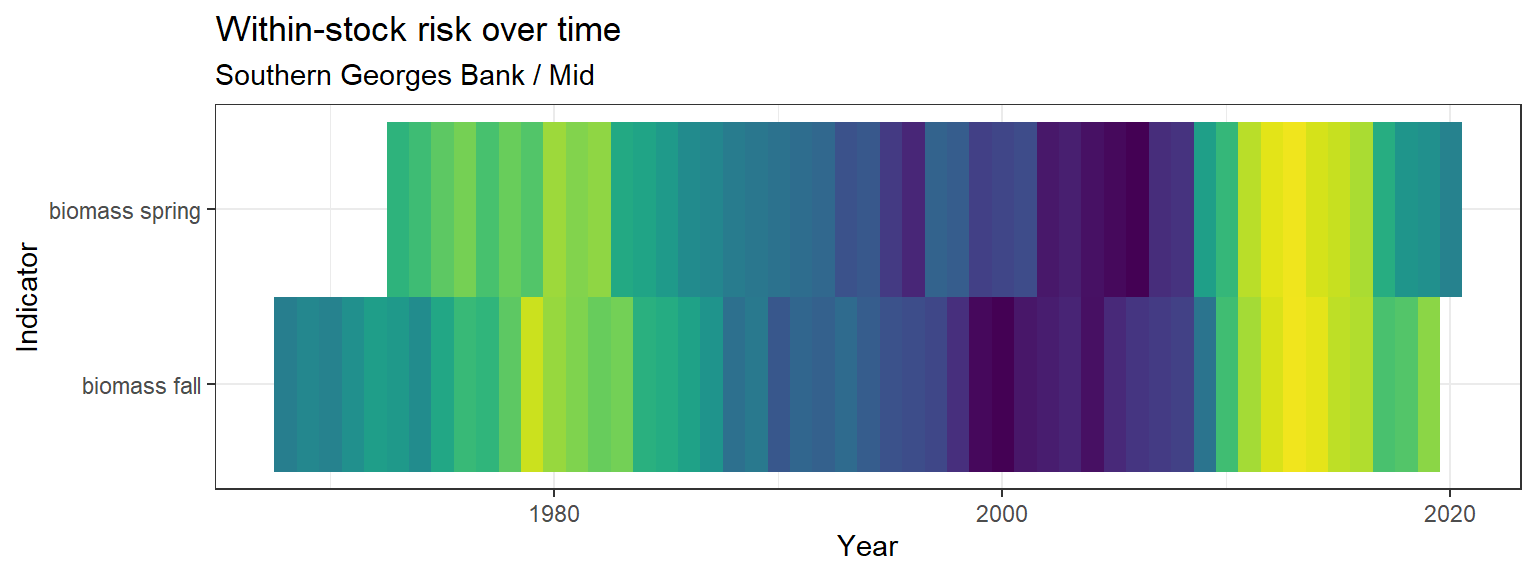 Within-stock risk over time
Southern Georges Bank / Mid
Indicator
biomass spring
biomass fall
1980
2000
2020
Year